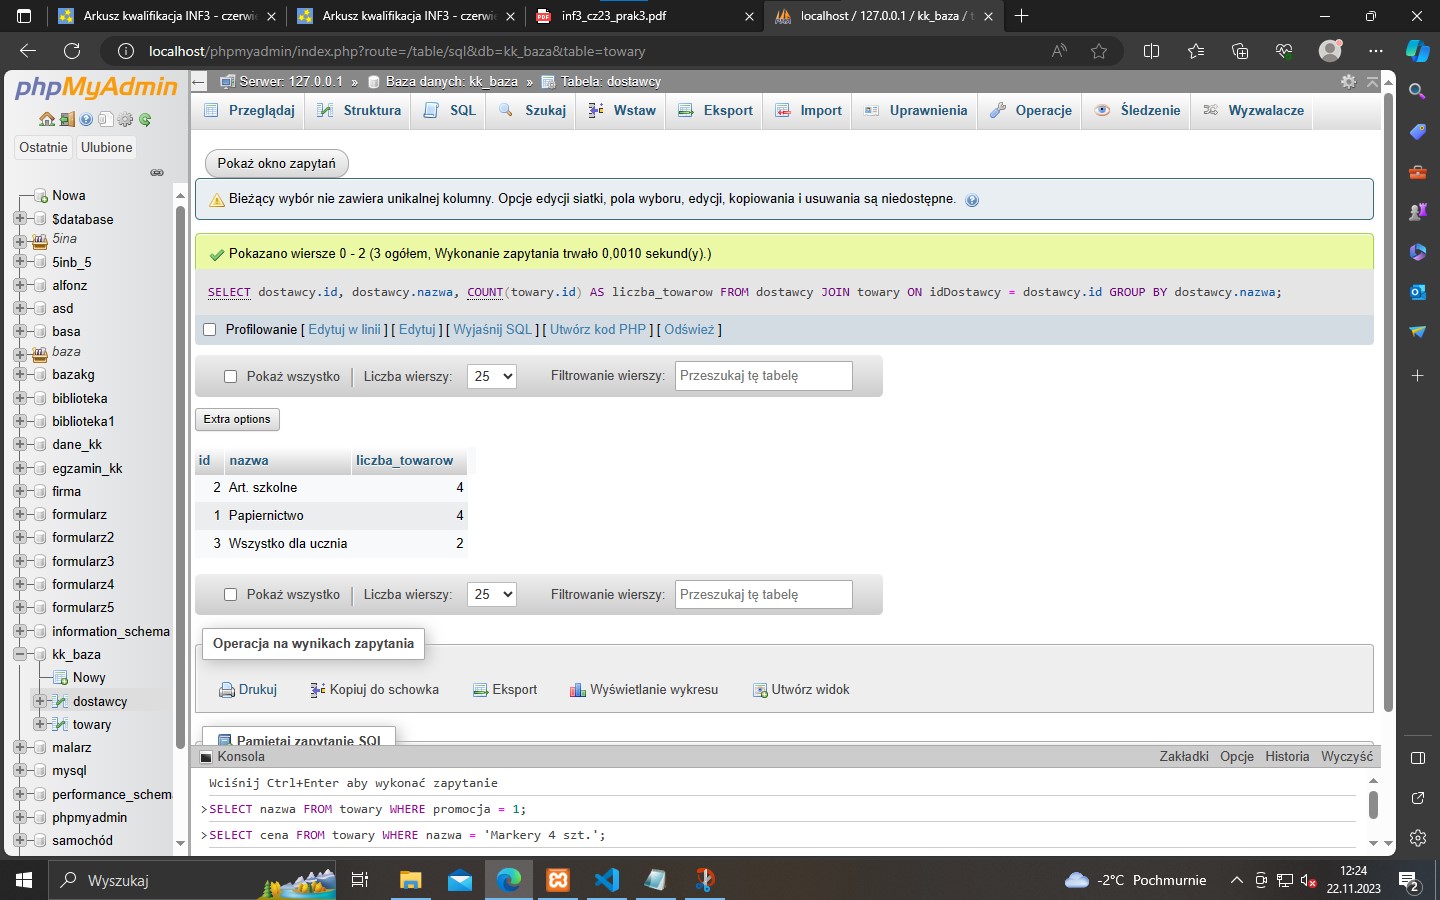 Arkusz kwalifikacja INF3 - czerwie
Arkusz kwalifikacja INF3 - czerwi
inf3_cz23_prak3.pdf
localhost / 127.0.0.1 / kk_baza / t
localhost/phpmyadmin/index.php?route=/table/sql&db=kk_baza&table=towary
phpMyAdmin
Ostatnie
Ulubione
Nowa
$database
5ina
5inb_5
alfonz
asd
basa
baza
bazakg
biblioteka
biblioteka1
dane_kk
egzamin_kk
firma
formularz
formularz2
formularz3
formularz4
formularz5
information_schema
kk_baza
Nowy
dostawcy
towary
malarz
mysql
performance_schem
phpmyadmin
samochód
Serwer: 127.0.0.1 » Baza danych: kk_baza » Tabela: dostawcy
Przeglądaj Struktura SQL Szukaj Wstaw Eksport Import Uprawnienia Operacje Śledzenie Wyzwalacze
Pokaż okno zapytań
Bieżący wybór nie zawiera unikalnej kolumny. Opcje edycji siatki, pola wyboru, edycji, kopiowania i usuwania są niedostępne.
Pokazano wiersze 0 - 2 (3 ogółem, Wykonanie zapytania trwało 0,0010 sekund(y).)
SELECT dostawcy.id, dostawcy.nazwa, COUNT(towary.id) AS liczba_towarow FROM dostawcy JOIN towary ON idDostawcy = dostawcy.id GROUP BY dostawcy.nazwa;
Profilowanie [ Edytuj w linii ] [ Edytuj ] [ Wyjaśnij SQL ] [ Utwórz kod PHP ] [ Odśwież ]
Pokaż wszystko | Liczba wierszy: 25 Filtrowanie wierszy: Przeszukaj tę tabelę
Extra options
id nazwa liczba_towarow
2 Art. szkolne 4
1 Papiernictwo 4
3 Wszystko dla ucznia 2
Pokaż wszystko | Liczba wierszy: 25 Filtrowanie wierszy: Przeszukaj tę tabelę
Operacja na wynikach zapytania
Drukuj Kopiuj do schowka Eksport Wyświetlanie wykresu Utwórz widok
Pamiętaj zapytanie SQL
Konsola Zakładki Opcje Historia Wyczyść
Wciśnij Ctrl+Enter aby wykonać zapytanie
>SELECT nazwa FROM towary WHERE promocja = 1;
>SELECT cena FROM towary WHERE nazwa = 'Markery 4 szt.';
Wyszukaj
-2°C Pochmurnie
12:24
22.11.2023
2